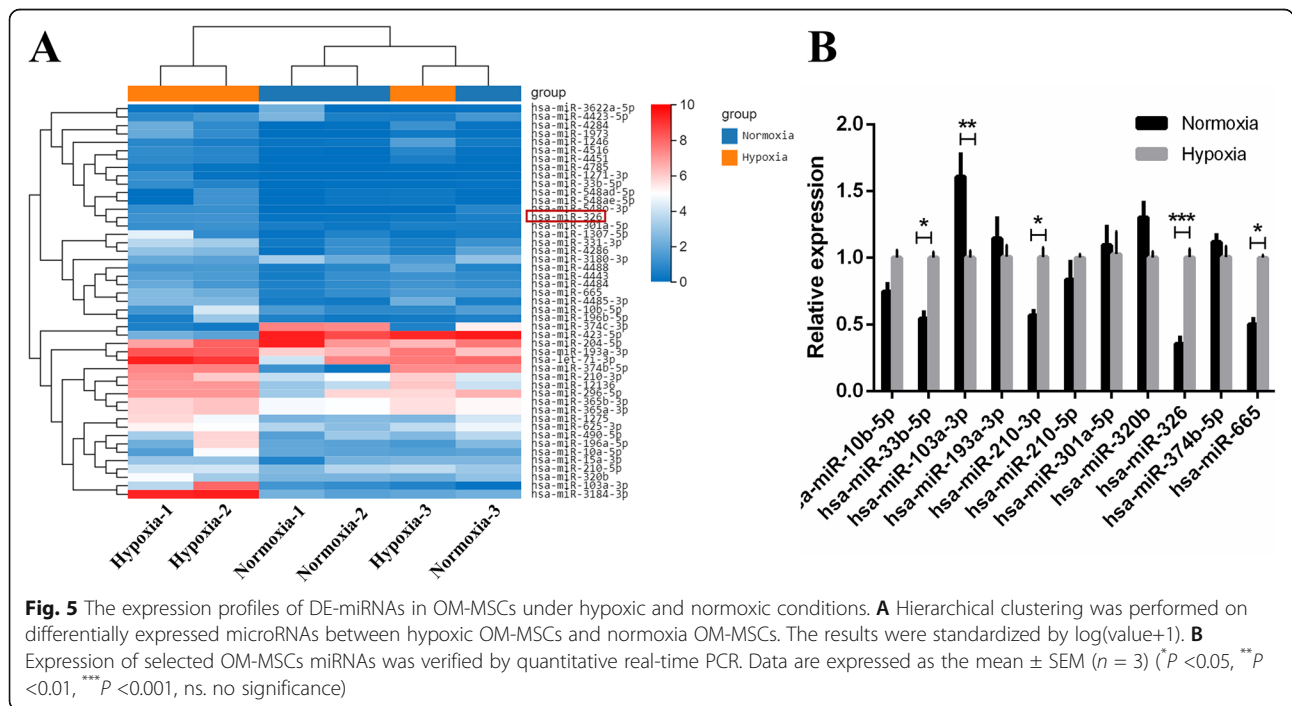 A
group
hsa-miR-3622a-5p
hsa-miR-4423-5p
hsa-miR-4284
hsa-miR-1973
hsa-miR-1246
hsa-miR-4516
hsa-miR-4451
hsa-miR-4785
hsa-miR-1271-3p
hsa-miR-33b-5p
hsa-miR-548ad-5p
hsa-miR-548ae-5p
hsa-miR-548o-3p
hsa-miR-326
hsa-miR-301a-5p
hsa-miR-1307-5p
hsa-miR-331-3p
hsa-miR-4286
hsa-miR-3180-3p
hsa-miR-4488
hsa-miR-4443
hsa-miR-4484
hsa-miR-665
hsa-miR-4485-3p
hsa-miR-10b-5p
hsa-miR-196b-5p
hsa-miR-374c-3p
hsa-miR-423-5p
hsa-miR-204-5p
hsa-miR-193a-3p
hsa-let-7i-3p
hsa-miR-374b-5p
hsa-miR-210-3p
hsa-miR-12136
hsa-miR-296-5p
hsa-miR-365b-3p
hsa-miR-365a-3p
hsa-miR-1275
hsa-miR-625-3p
hsa-miR-490-5p
hsa-miR-196a-5p
hsa-miR-10a-5p
hsa-miR-15a-3p
hsa-miR-210-5p
hsa-miR-320b
hsa-miR-103a-3p
hsa-miR-3184-3p
10
8
6
4
2
0
group
Normoxia
Hypoxia
Hypoxia-1
Hypoxia-2
Normoxia-1
Normoxia-2
Hypoxia-3
Normoxia-3
B
Relative expression
2.0
1.5
1.0
0.5
0.0
Normoxia
Hypoxia
*
**
*
***
*
hsa-miR-33b-5p
hsa-miR-103a-3p
hsa-miR-193a-3p
hsa-miR-210-3p
hsa-miR-210-5p
hsa-miR-301a-5p
hsa-miR-320b
hsa-miR-326
hsa-miR-374b-5p
hsa-miR-665
Fig. 5 The expression profiles of DE-miRNAs in OM-MSCs under hypoxic and normoxic conditions. A Hierarchical clustering was performed on
differentially expressed microRNAs between hypoxic OM-MSCs and normoxia OM-MSCs. The results were standardized by log(value+1). B
Expression of selected OM-MSCs miRNAs was verified by quantitative real-time PCR. Data are expressed as the mean ± SEM (n = 3) (*P <0.05, **P
<0.01, ***P <0.001, ns. no significance)